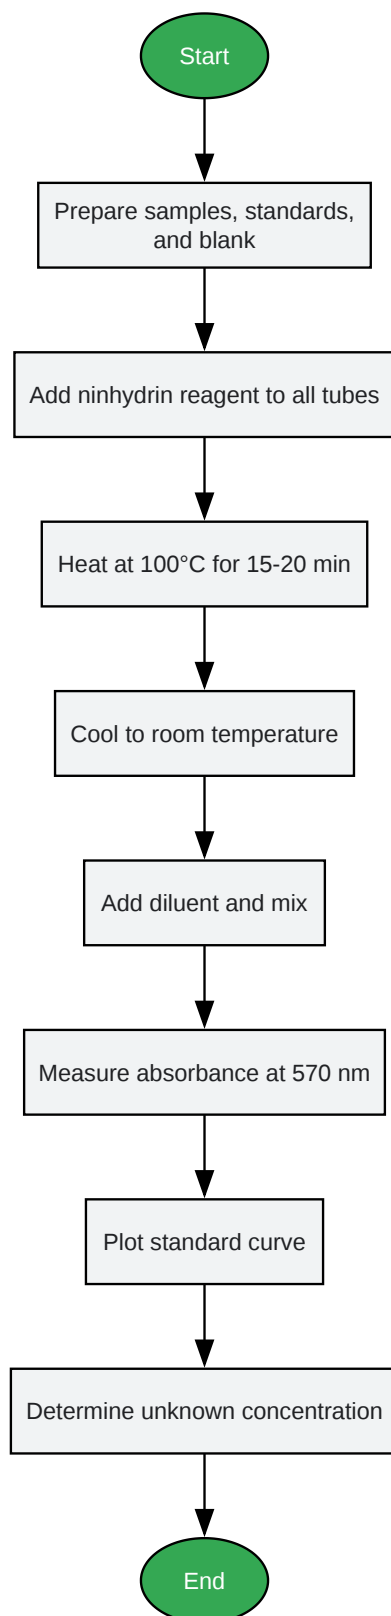 Start
Prepare samples, standards,
and blank
Add ninhydrin reagent to all tubes
Heat at 100°C for 15-20 min
Cool to room temperature
Add diluent and mix
Measure absorbance at 570 nm
Plot standard curve
Determine unknown concentration
End